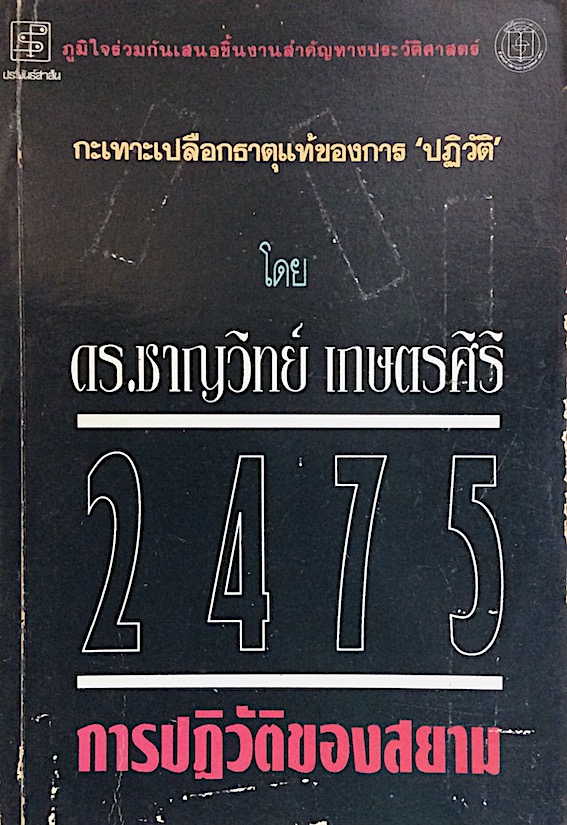 ภูมิใจร่วมกันเสนอชิ้นงานสำคัญทางประวัติศาสตร์
ประพันธ์สาส์น
กะเทาะเปลือกธาตุแท้ของการ ‘ปฏิวัติ’
โดย
ดร.ชาญวิทย์ เกษตรศิริ
2475
การปฏิวัติของสยาม